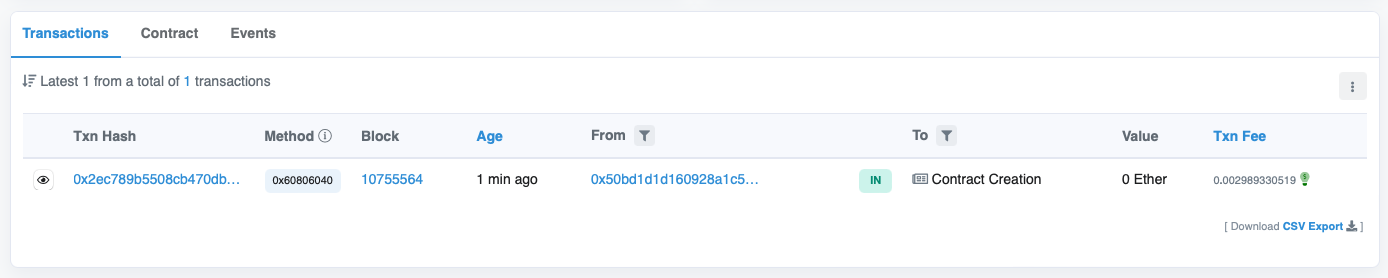 Transactions Contract Events
Latest 1 from a total of 1 transactions
Txn Hash Method Block Age From To Value Txn Fee
0x2ec789b5508cb470db... 0x60806040 10755564 1 min ago 0x50bd1d1d160928a1c5... IN Contract Creation 0 Ether 0.002989330519
[ Download CSV Export ]